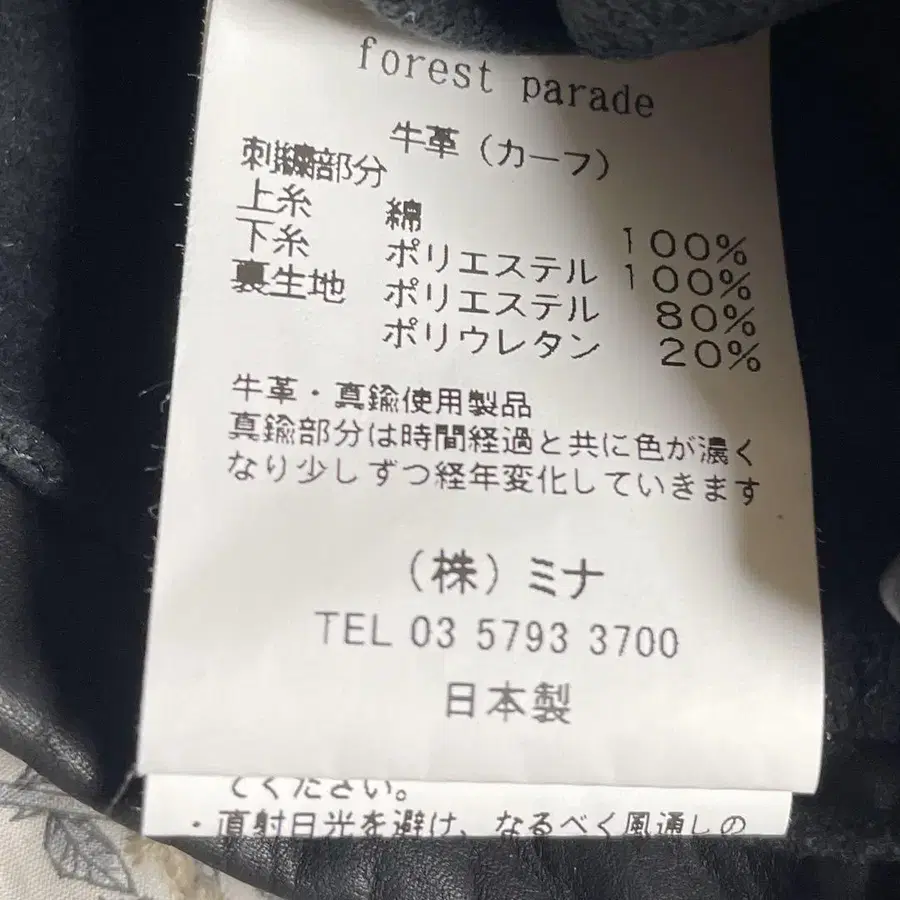 forest parade
牛革（カーフ）
刺繍部分
上糸 綿 100%
下糸 ポリエステル 100%
裏生地 ポリエステル 80%
ポリウレタン 20%
牛革・真鍮使用製品
真鍮部分は時間経過と共に色が濃く
なり少しずつ経年変化していきます
（株）ミナ
TEL 03 5793 3700
日本製
てください。
・直射日光を避け、なるべく風通しの